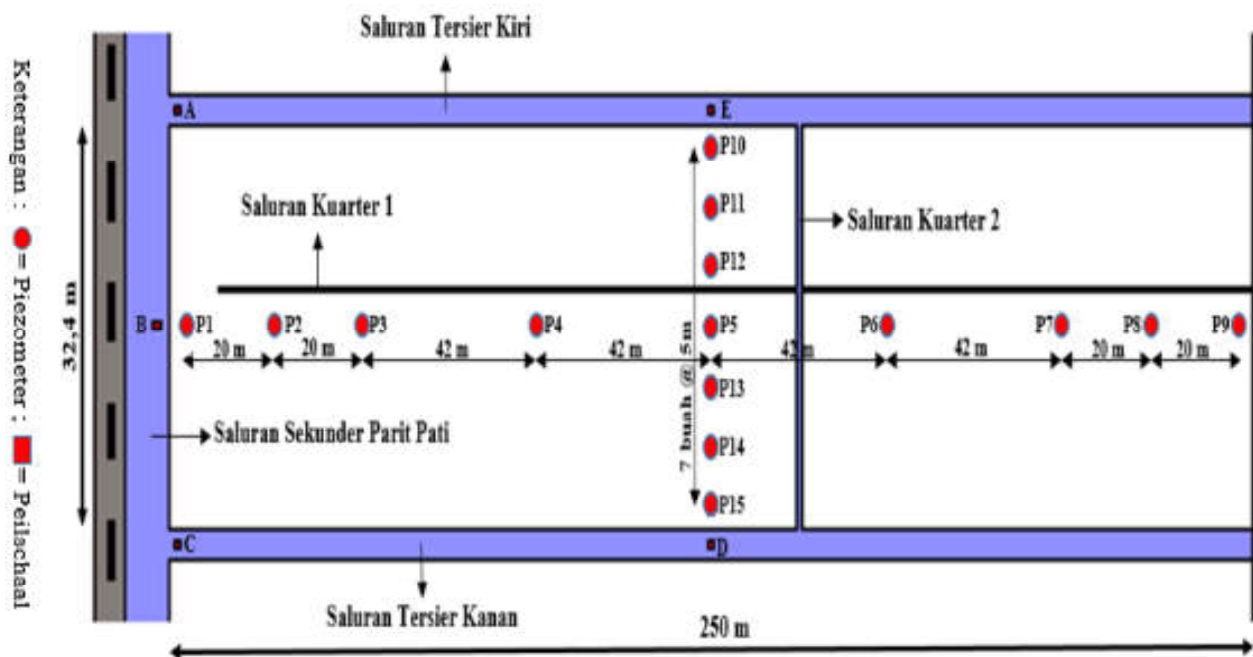 Saluran Tersier Kiri
A
E
P10
P11
P12
Saluran Kuarter 1
Saluran Kuarter 2
B
P1
P2
P3
P4
P5
P6
P7
P8
P9
20 m
20 m
42 m
42 m
42 m
20 m
20 m
P13
P14
P15
7 buah @ 5m
32,4 m
Saluran Sekunder Parit Pati
C
D
Saluran Tersier Kanan
250 m
Keterangan : = Piezometer ; = Peilschaal